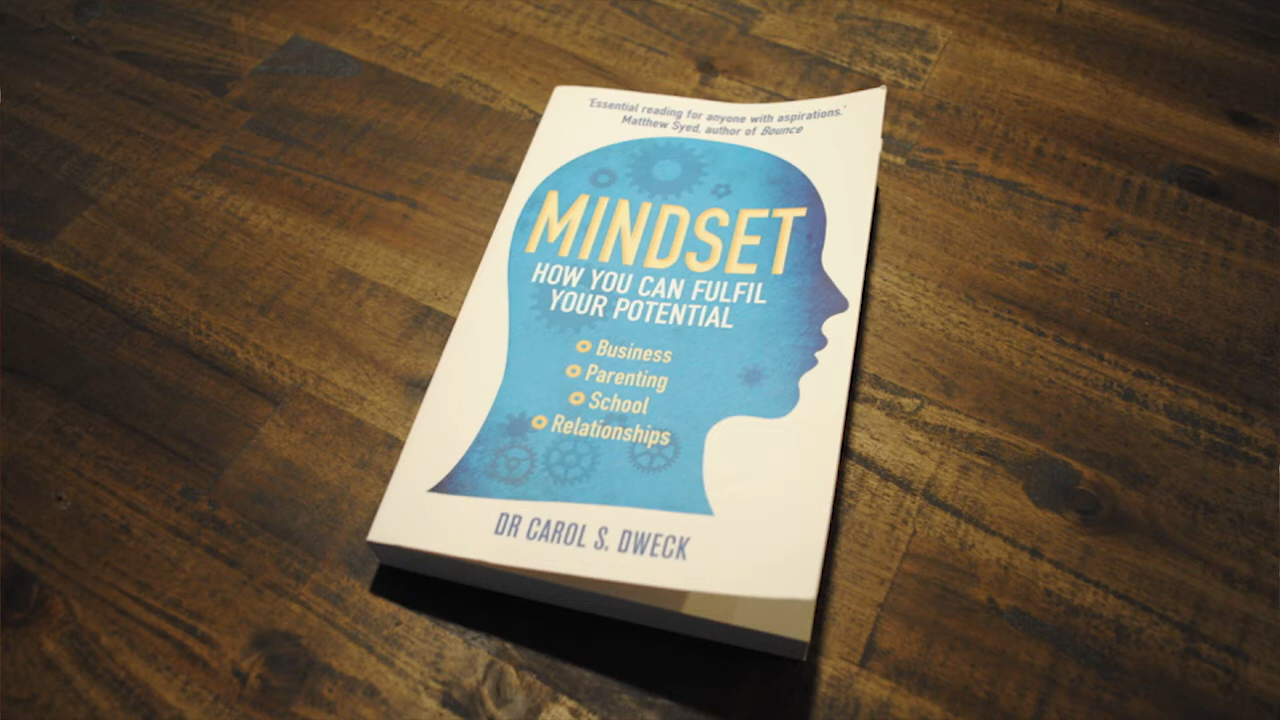 'Essential reading for anyone with aspirations.'
Matthew Syed, author of Bounce
MINDSET
HOW YOU CAN FULFIL
YOUR POTENTIAL
Business
Parenting
School
Relationships
DR CAROL S. DWECK